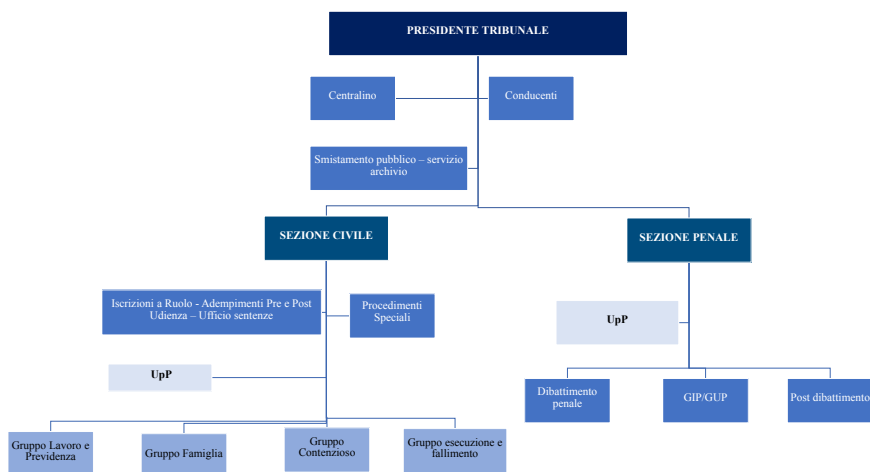 PRESIDENTE TRIBUNALE
Centralino
Conducenti
Smistamento pubblico – servizio
archivio
SEZIONE CIVILE
SEZIONE PENALE
Iscrizioni a Ruolo - Adempimenti Pre e Post
Udienza – Ufficio sentenze
Procedimenti
Speciali
UpP
UpP
Dibattimento
penale
GIP/GUP
Post dibattimento
Gruppo Lavoro e
Previdenza
Gruppo Famiglia
Gruppo
Contenzioso
Gruppo esecuzione e
fallimento